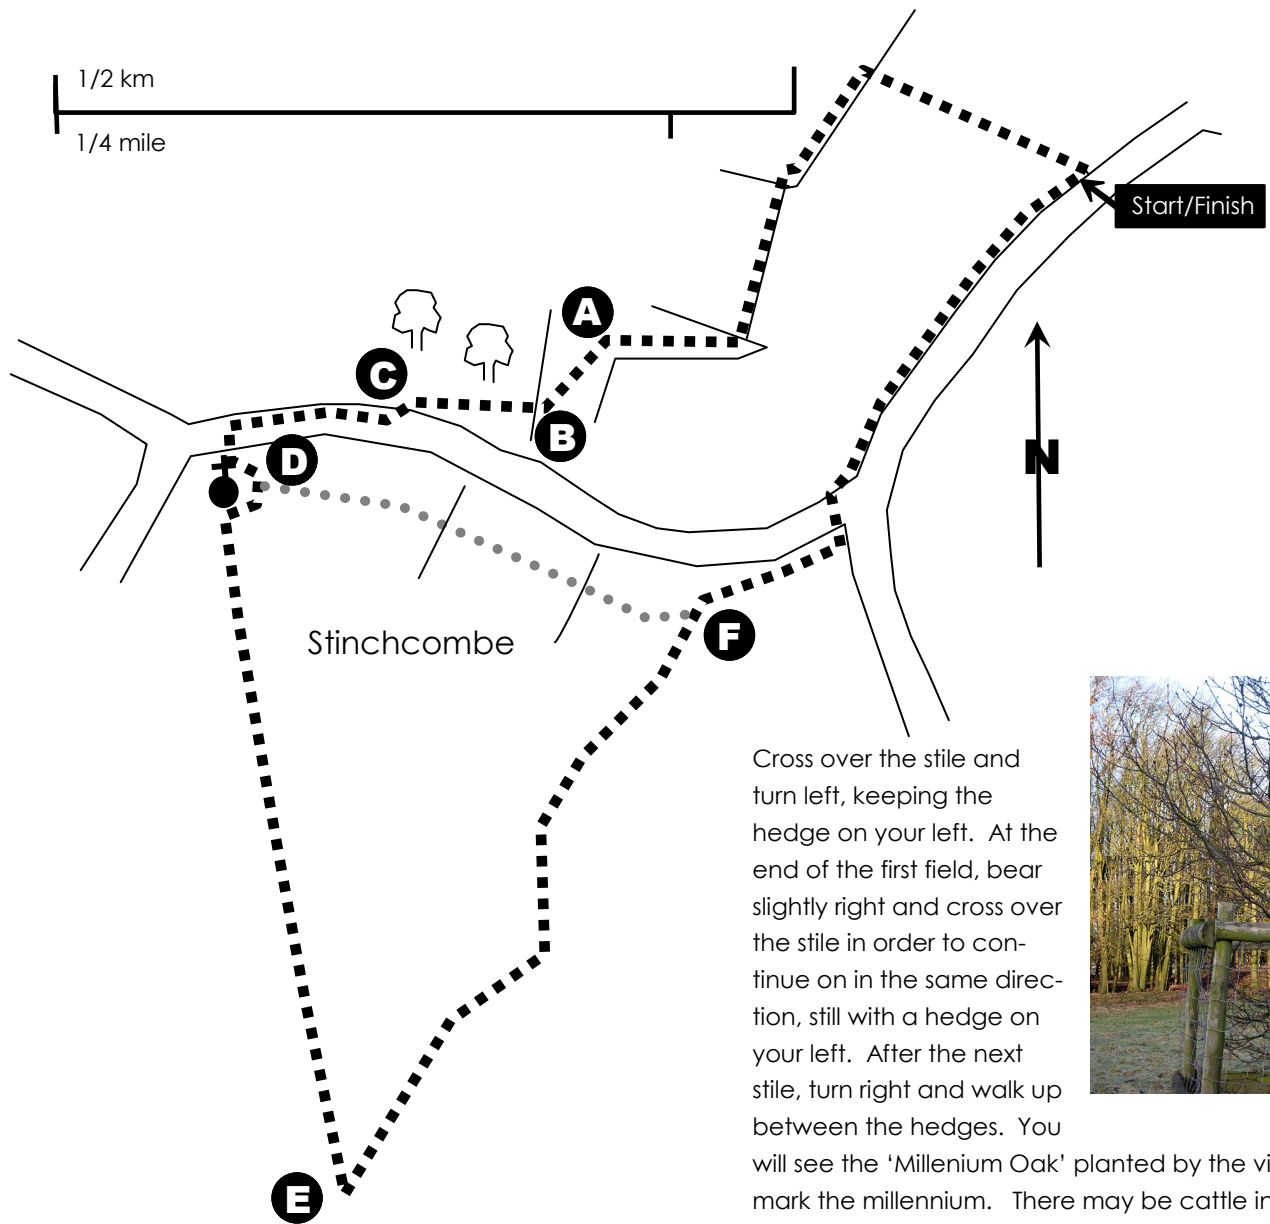 1/2 km
1/4 mile
Start/Finish
A
C
B
D
N
Stinchcombe
F
E
Cross over the stile and
turn left, keeping the
hedge on your left.  At the
end of the first field, bear
slightly right and cross over
the stile in order to con-
tinue on in the same direc-
tion, still with a hedge on
your left.  After the next
stile, turn right and walk up
between the hedges.  You
will see the ‘Millenium Oak’ planted by the vi
mark the millennium.   There may be cattle in